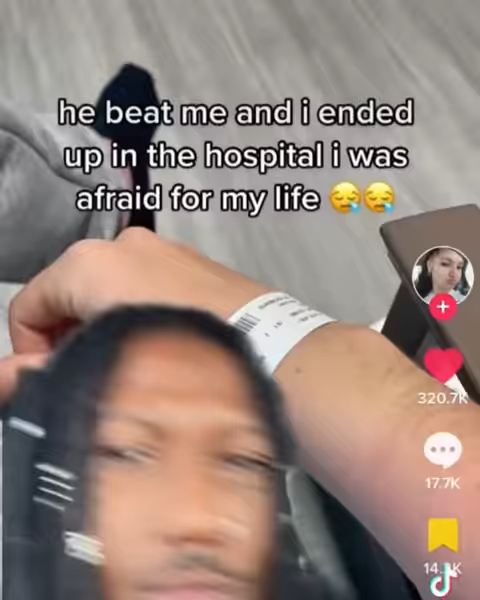 he beat me and i ended
up in the hospital i was
afraid for my life 😪😪
320.7K
17.7K